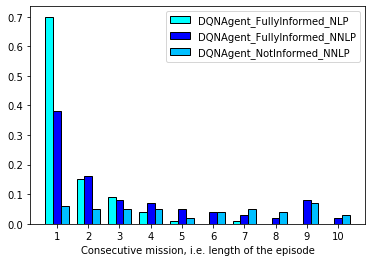 DQNAgent_FullyInformed_NLP
DQNAgent_FullyInformed_NNLP
DQNAgent_NotInformed_NNLP
0.7
0.6
0.5
0.4
0.3
0.2
0.1
0.0
1 2 3 4 5 6 7 8 9 10
Consecutive mission, i.e. length of the episode